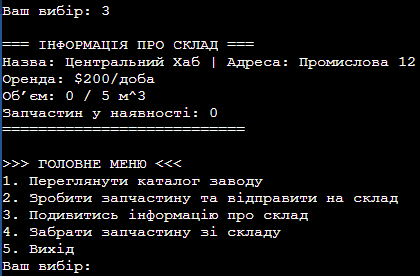 Ваш вибір: 3
=== ІНФОРМАЦІЯ ПРО СКЛАД ===
Назва: Центральний Хаб | Адреса: Промислова 12
Оренда: $200/доба
Об’єм: 0 / 5 м^3
Запчастин у наявності: 0
===========================
>>> ГОЛОВНЕ МЕНЮ <<<
1. Переглянути каталог заводу
2. Зробити запчастину та відправити на склад
3. Подивитись інформацію про склад
4. Забрати запчастину зі складу
5. Вихід
Ваш вибір: